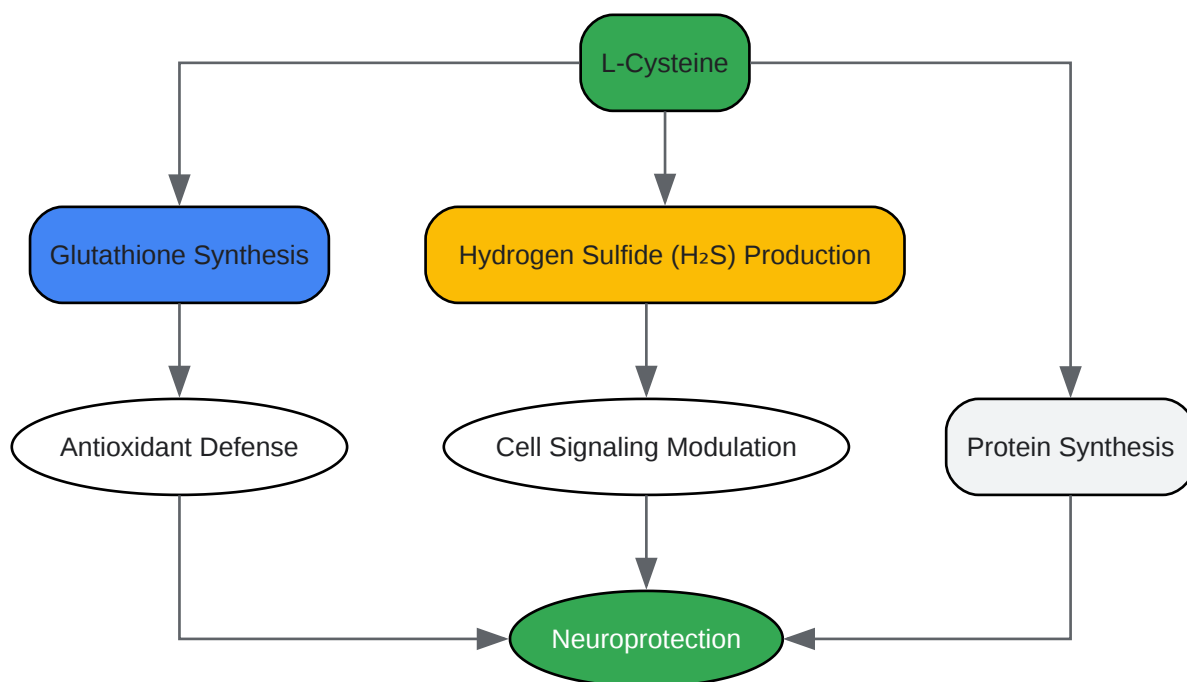 L-Cysteine
Glutathione Synthesis
Hydrogen Sulfide (H₂S) Production
Antioxidant Defense
Cell Signaling Modulation
Protein Synthesis
Neuroprotection